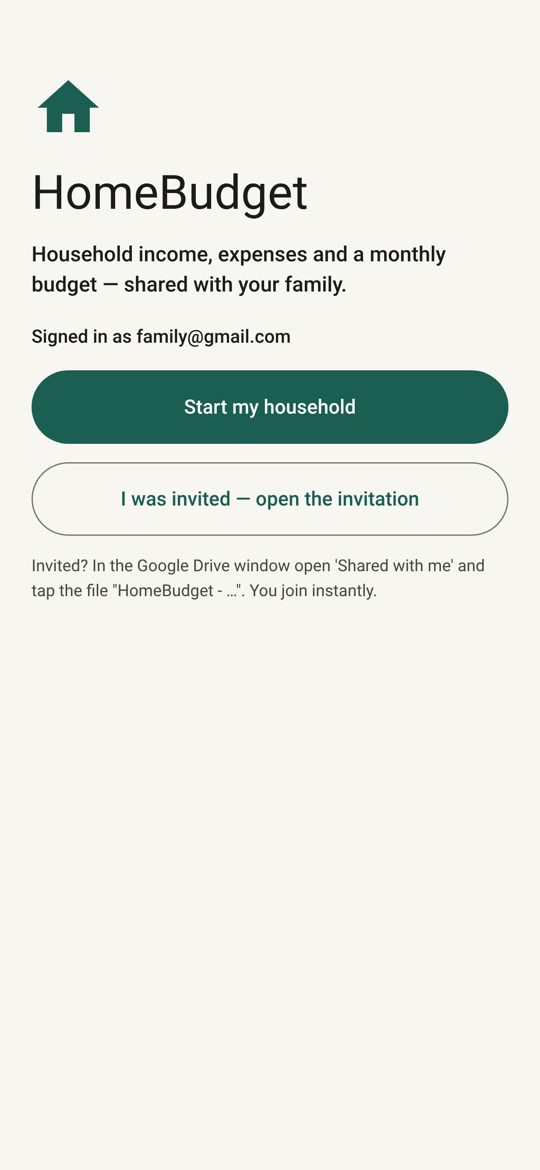 HomeBudget
Household income, expenses and a monthly
budget — shared with your family.
Signed in as family@gmail.com
Start my household
I was invited — open the invitation
Invited? In the Google Drive window open 'Shared with me' and
tap the file "HomeBudget - …". You join instantly.